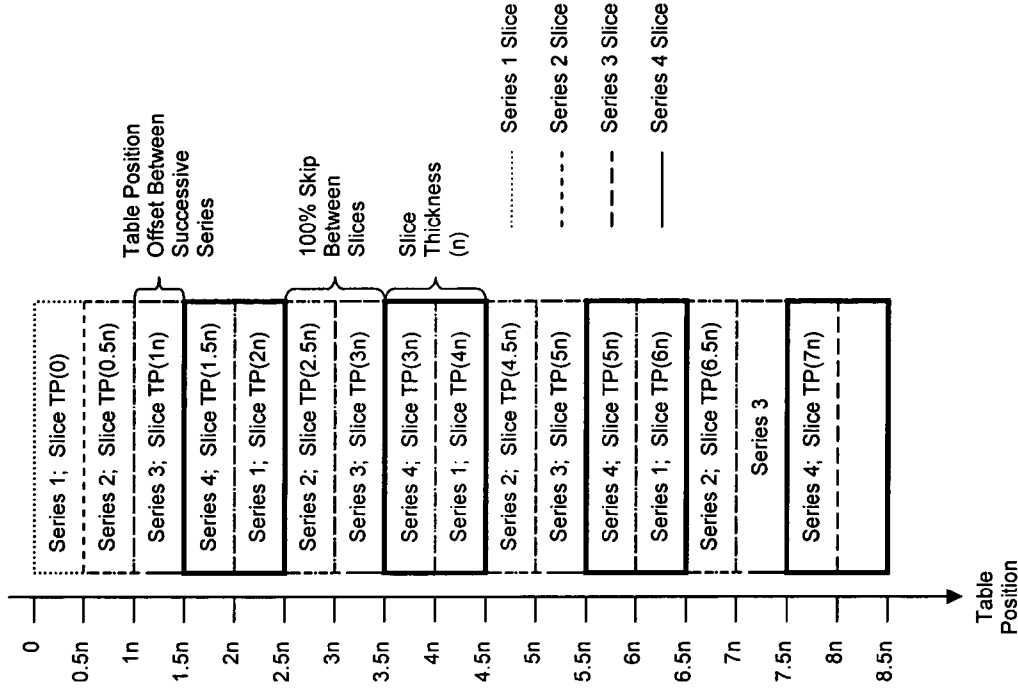 0
0.5n
1n
1.5n
2n
2.5n
3n
3.5n
4n
4.5n
5n
5.5n
6n
6.5n
7n
7.5n
8n
8.5n
Table
Position
Series 1; Slice TP(0)
Series 2; Slice TP(0.5n)
Series 3; Slice TP(1n)
Series 4; Slice TP(1.5n)
Series 1; Slice TP(2n)
Series 2; Slice TP(2.5n)
Series 3; Slice TP(3n)
Series 4; Slice TP(3n)
Series 1; Slice TP(4n)
Series 2; Slice TP(4.5n)
Series 3; Slice TP(5n)
Series 4; Slice TP(5n)
Series 1; Slice TP(6n)
Series 2; Slice TP(6.5n)
Series 3
Series 4; Slice TP(7n)
Table Position
Offset Between
Successive
Series
100% Skip
Between
Slices
Slice
Thickness
(n)
Series 1 Slice
Series 2 Slice
Series 3 Slice
Series 4 Slice